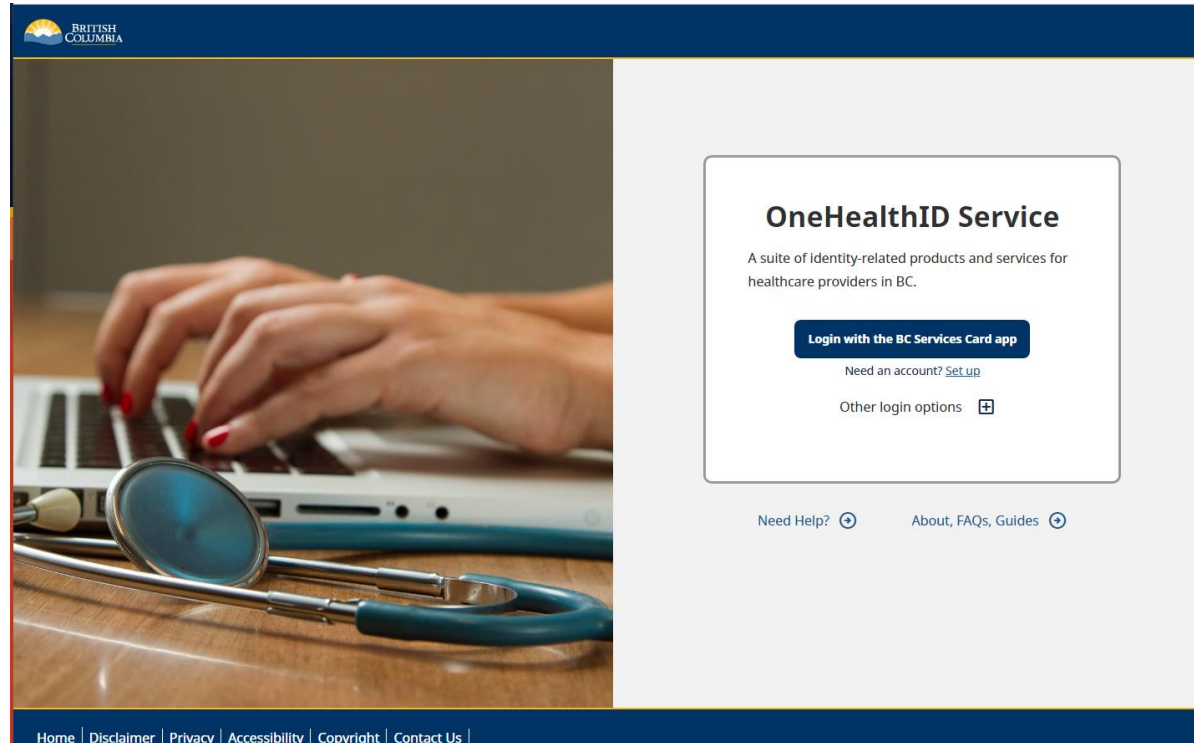 BRITISH
COLUMBIA
OneHealthID Service
A suite of identity-related products and services for
healthcare providers in BC.
Login with the BC Services Card app
Need an account? Set up
Other login options
Need Help?
About, FAQs, Guides
Home | Disclaimer | Privacy | Accessibility | Copyright | Contact Us |